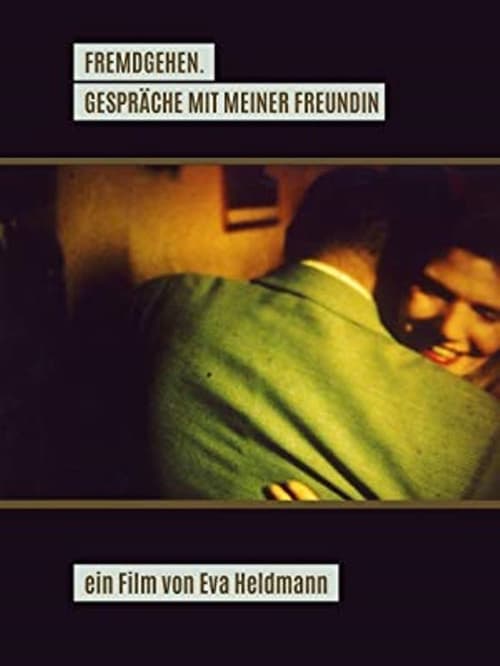 FREMDGEHEN.
GESPRÄCHE MIT MEINER FREUNDIN
ein Film von Eva Heldmann